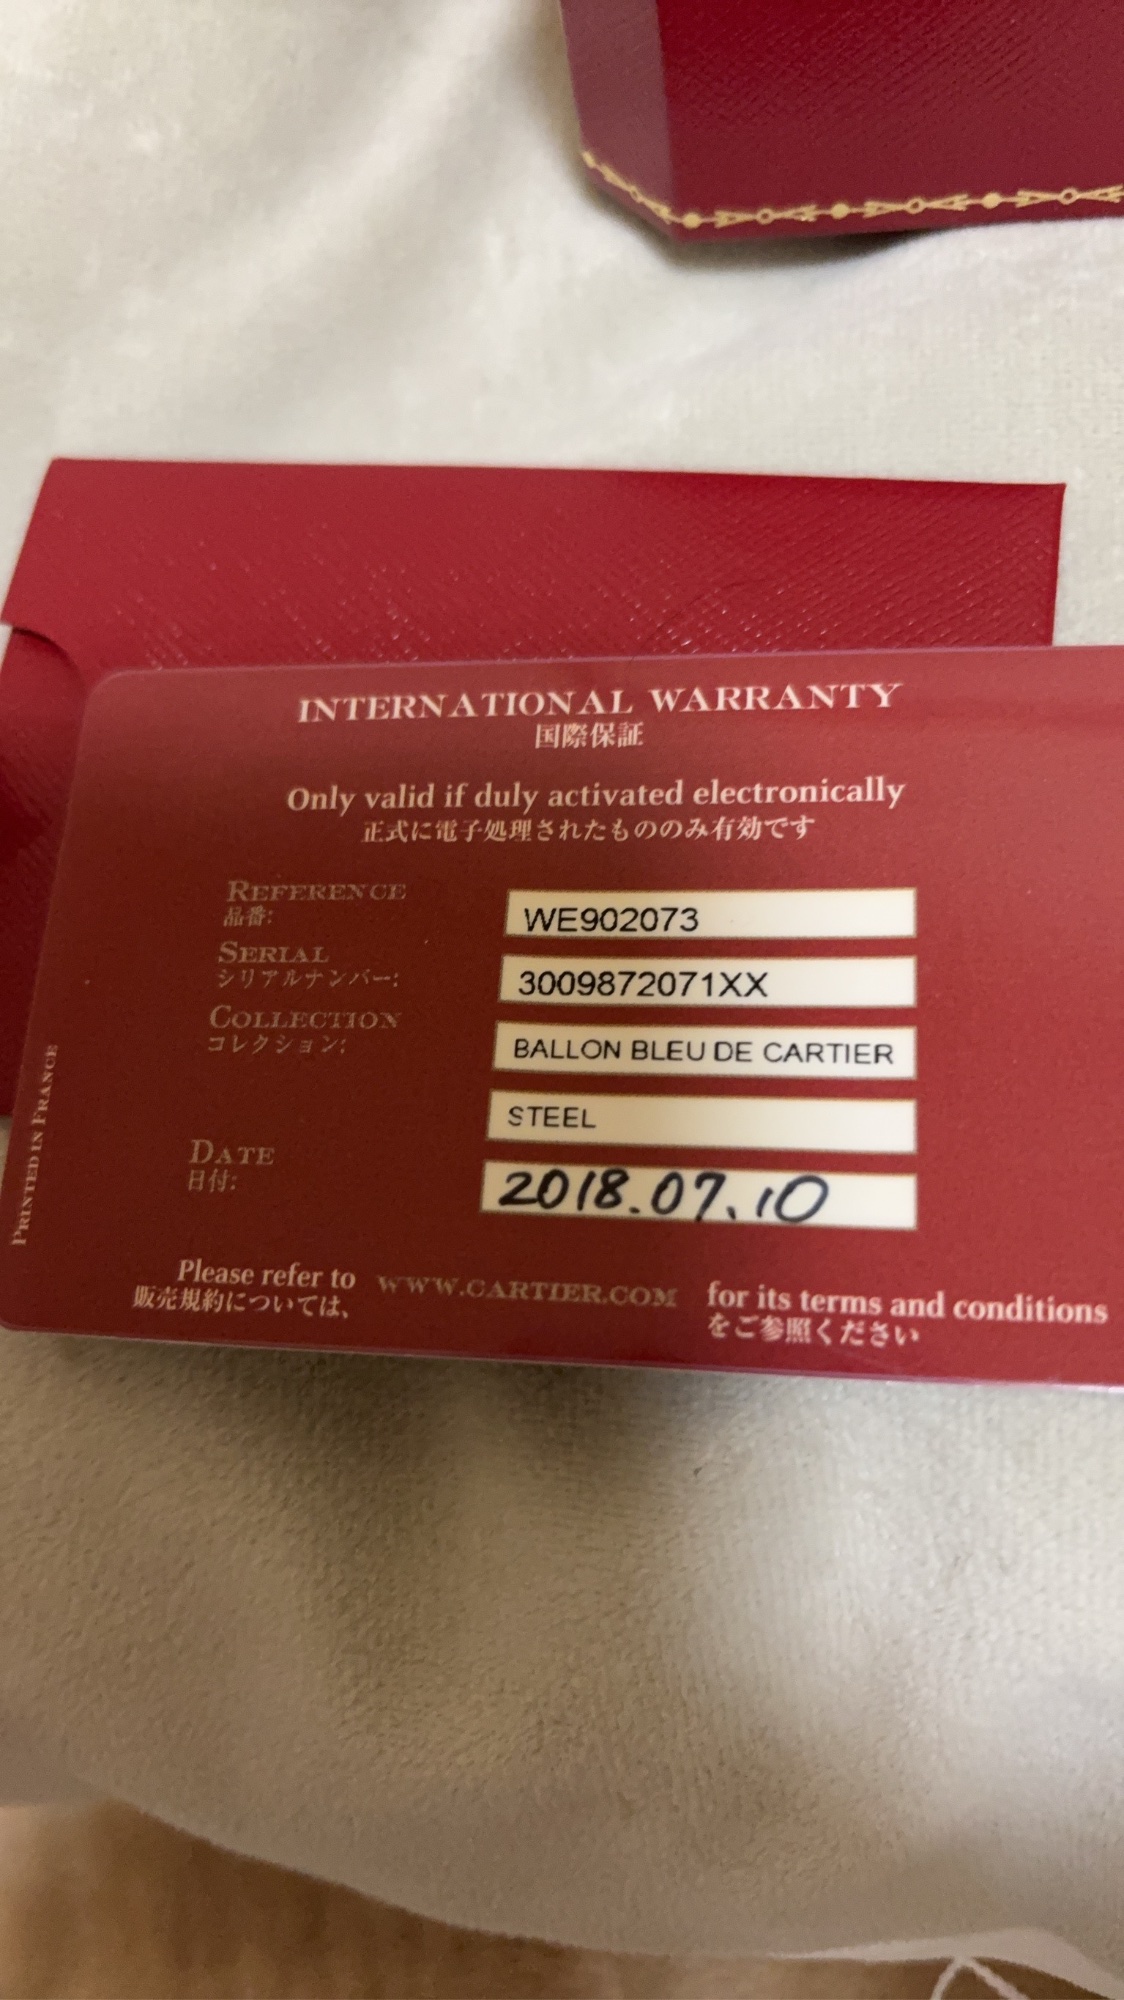 INTERNATIONAL WARRANTY
国際保証
Only valid if duly activated electronically
正式に電子処理されたもののみ有効です
REFERENCE
品番:
WE902073
SERIAL
シリアルナンバー:
3009872071XX
COLLECTION
コレクション:
BALLON BLEU DE CARTIER
STEEL
DATE
日付:
2018.07.10
Please refer to WWW.CARTIER.COM for its terms and conditions
販売規約については、 をご参照ください
PRINTED IN FRANCE